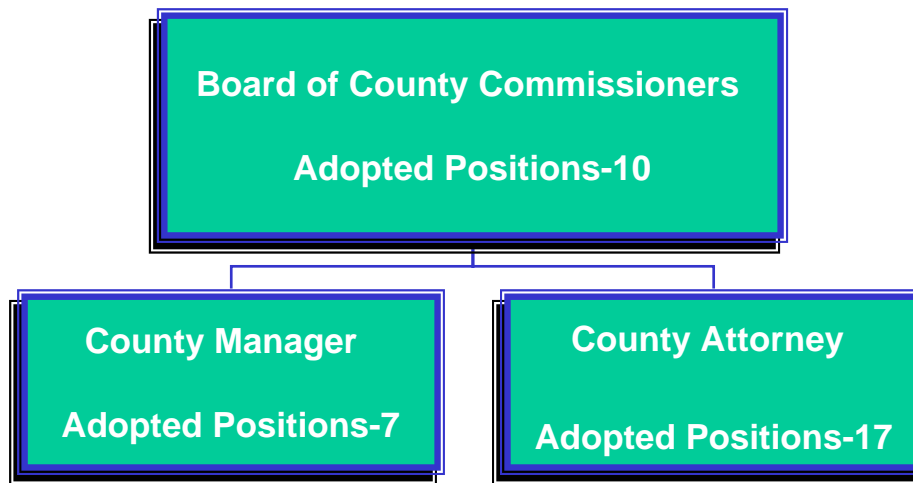 Board of County Commissioners
Adopted Positions-10
County Manager
Adopted Positions-7
County Attorney
Adopted Positions-17